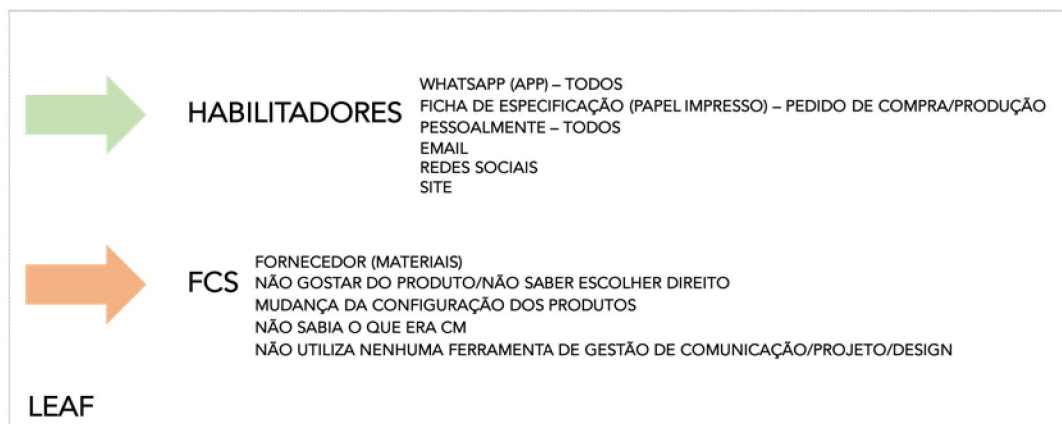 HABILITADORES
WHATSAPP (APP) – TODOS
FICHA DE ESPECIFICAÇÃO (PAPEL IMPRESSO) – PEDIDO DE COMPRA/PRODUÇÃO
PESSOALMENTE – TODOS
EMAIL
REDES SOCIAIS
SITE
FCS
FORNECEDOR (MATERIAIS)
NÃO GOSTAR DO PRODUTO/NÃO SABER ESCOLHER DIREITO
MUDANÇA DA CONFIGURAÇÃO DOS PRODUTOS
NÃO SABIA O QUE ERA CM
NÃO UTILIZA NENHUMA FERRAMENTA DE GESTÃO DE COMUNICAÇÃO/PROJETO/DESIGN
LEAF